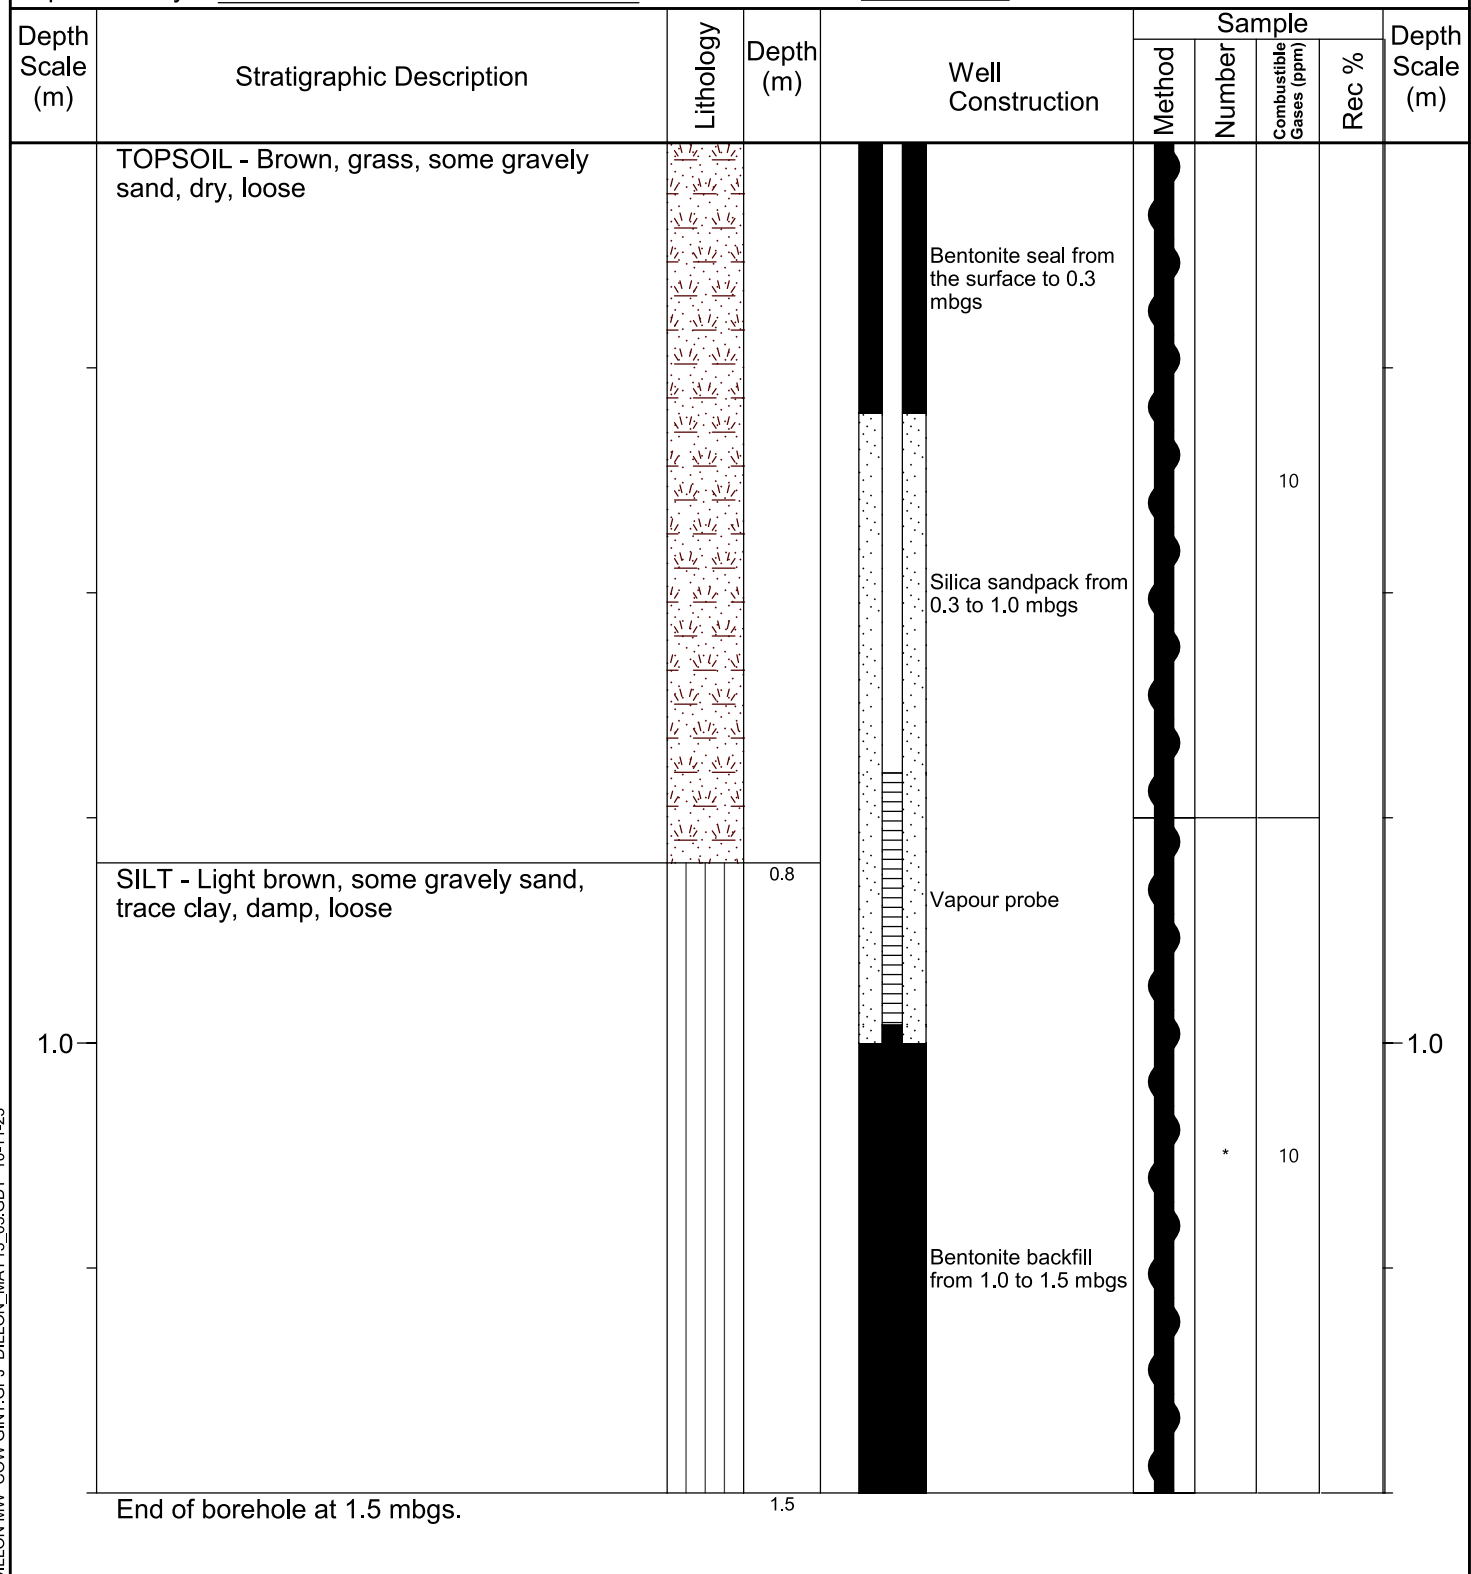 Depth Scale (m)
Stratigraphic Description
Lithology
Depth (m)
Well Construction
Sample
Method
Number
Combustible Gases (ppm)
Rec %
Depth Scale (m)
TOPSOIL - Brown, grass, some gravely
sand, dry, loose
Bentonite seal from
the surface to 0.3
mbgs
10
Silica sandpack from
0.3 to 1.0 mbgs
0.8
SILT - Light brown, some gravely sand,
trace clay, damp, loose
Vapour probe
1.0
1.0
*
10
Bentonite backfill
from 1.0 to 1.5 mbgs
End of borehole at 1.5 mbgs.
1.5